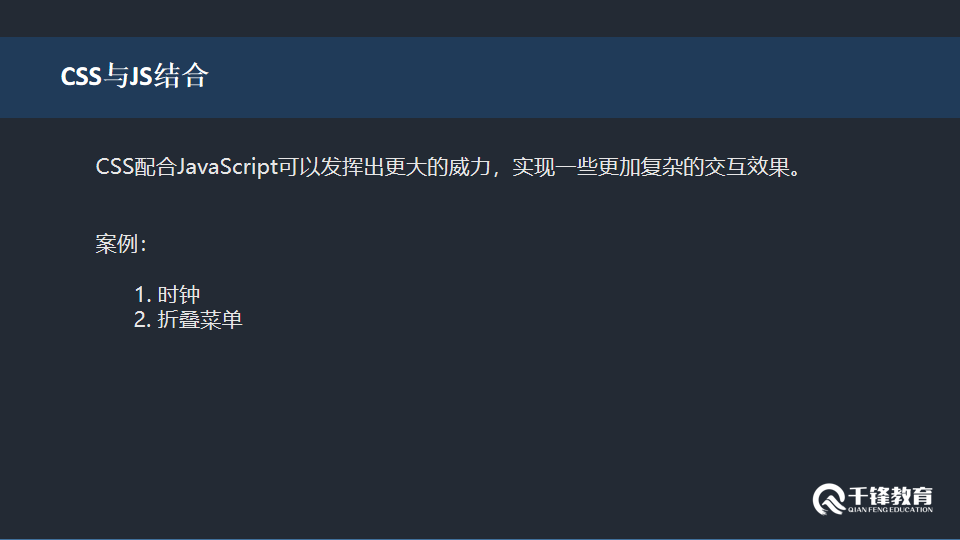 CSS与JS结合
CSS配合JavaScript可以发挥出更大的威力，实现一些更加复杂的交互效果。
案例：
1. 时钟
2. 折叠菜单
千锋教育
QIAN FENG EDUCATION